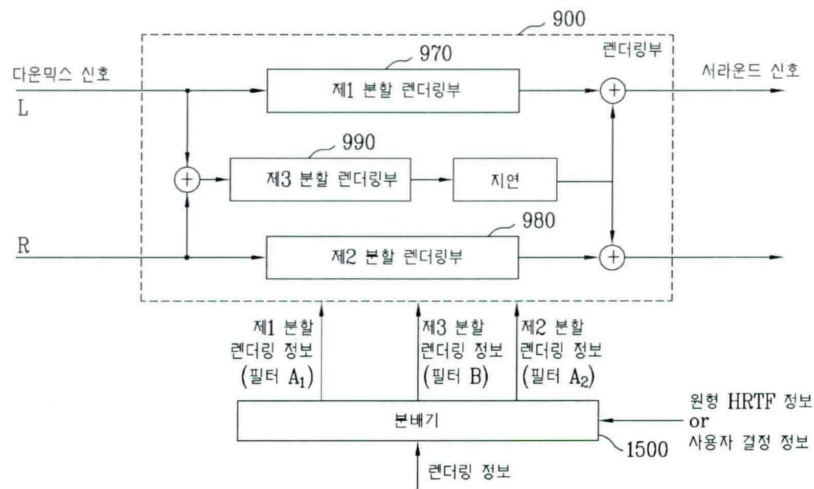 900
렌더링부
다운믹스 신호
L
970
제1 분할 렌더링부
서라운드 신호
+
990
제3 분할 렌더링부
지연
+
R
980
제2 분할 렌더링부
+
제1 분할
렌더링 정보
(필터 A1)
제3 분할
렌더링 정보
(필터 B)
제2 분할
렌더링 정보
(필터 A2)
분배기
1500
원형 HRTF 정보
or
사용자 결정 정보
렌더링 정보